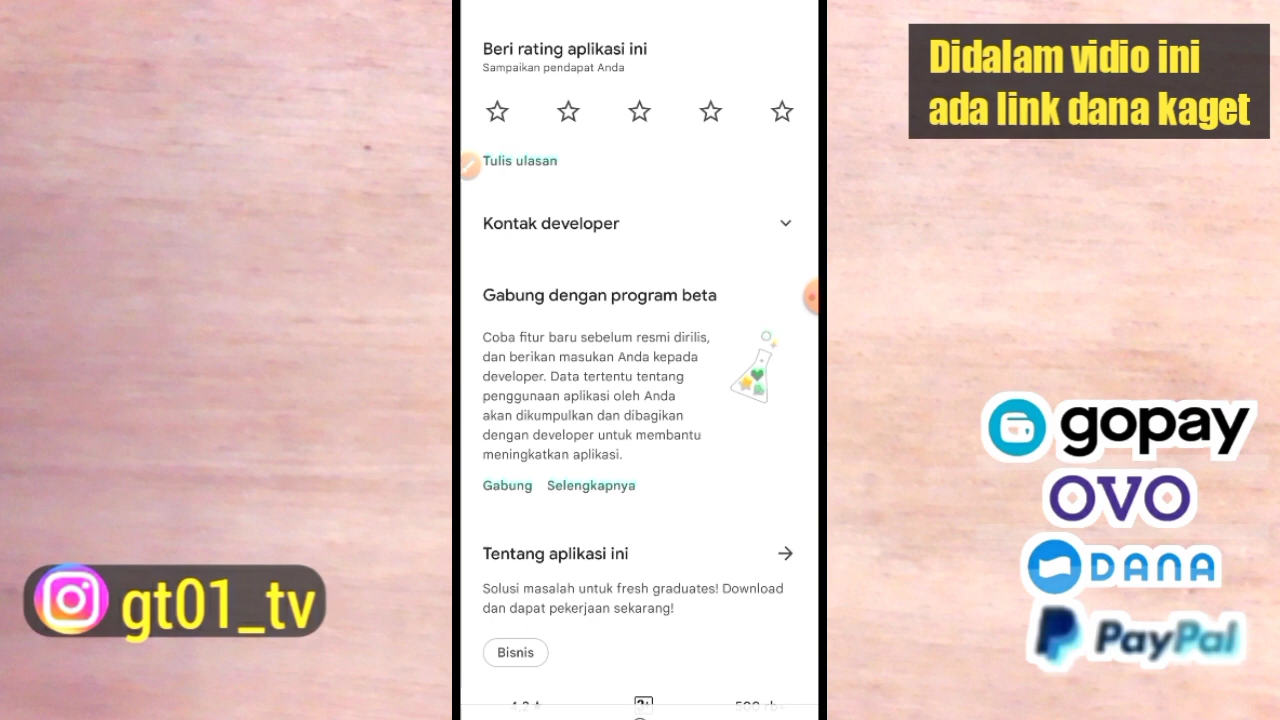 Didalam vidio ini
ada link dana kaget
Beri rating aplikasi ini
Sampaikan pendapat Anda
Tulis ulasan
Kontak developer
Gabung dengan program beta
Coba fitur baru sebelum resmi dirilis,
dan berikan masukan Anda kepada
developer. Data tertentu tentang
penggunaan aplikasi oleh Anda
akan dikumpulkan dan dibagikan
dengan developer untuk membantu
meningkatkan aplikasi.
Gabung Selengkapnya
Tentang aplikasi ini
Solusi masalah untuk fresh graduates! Download
dan dapat pekerjaan sekarang!
Bisnis
gt01_tv
gopay
OVO
DANA
PayPal